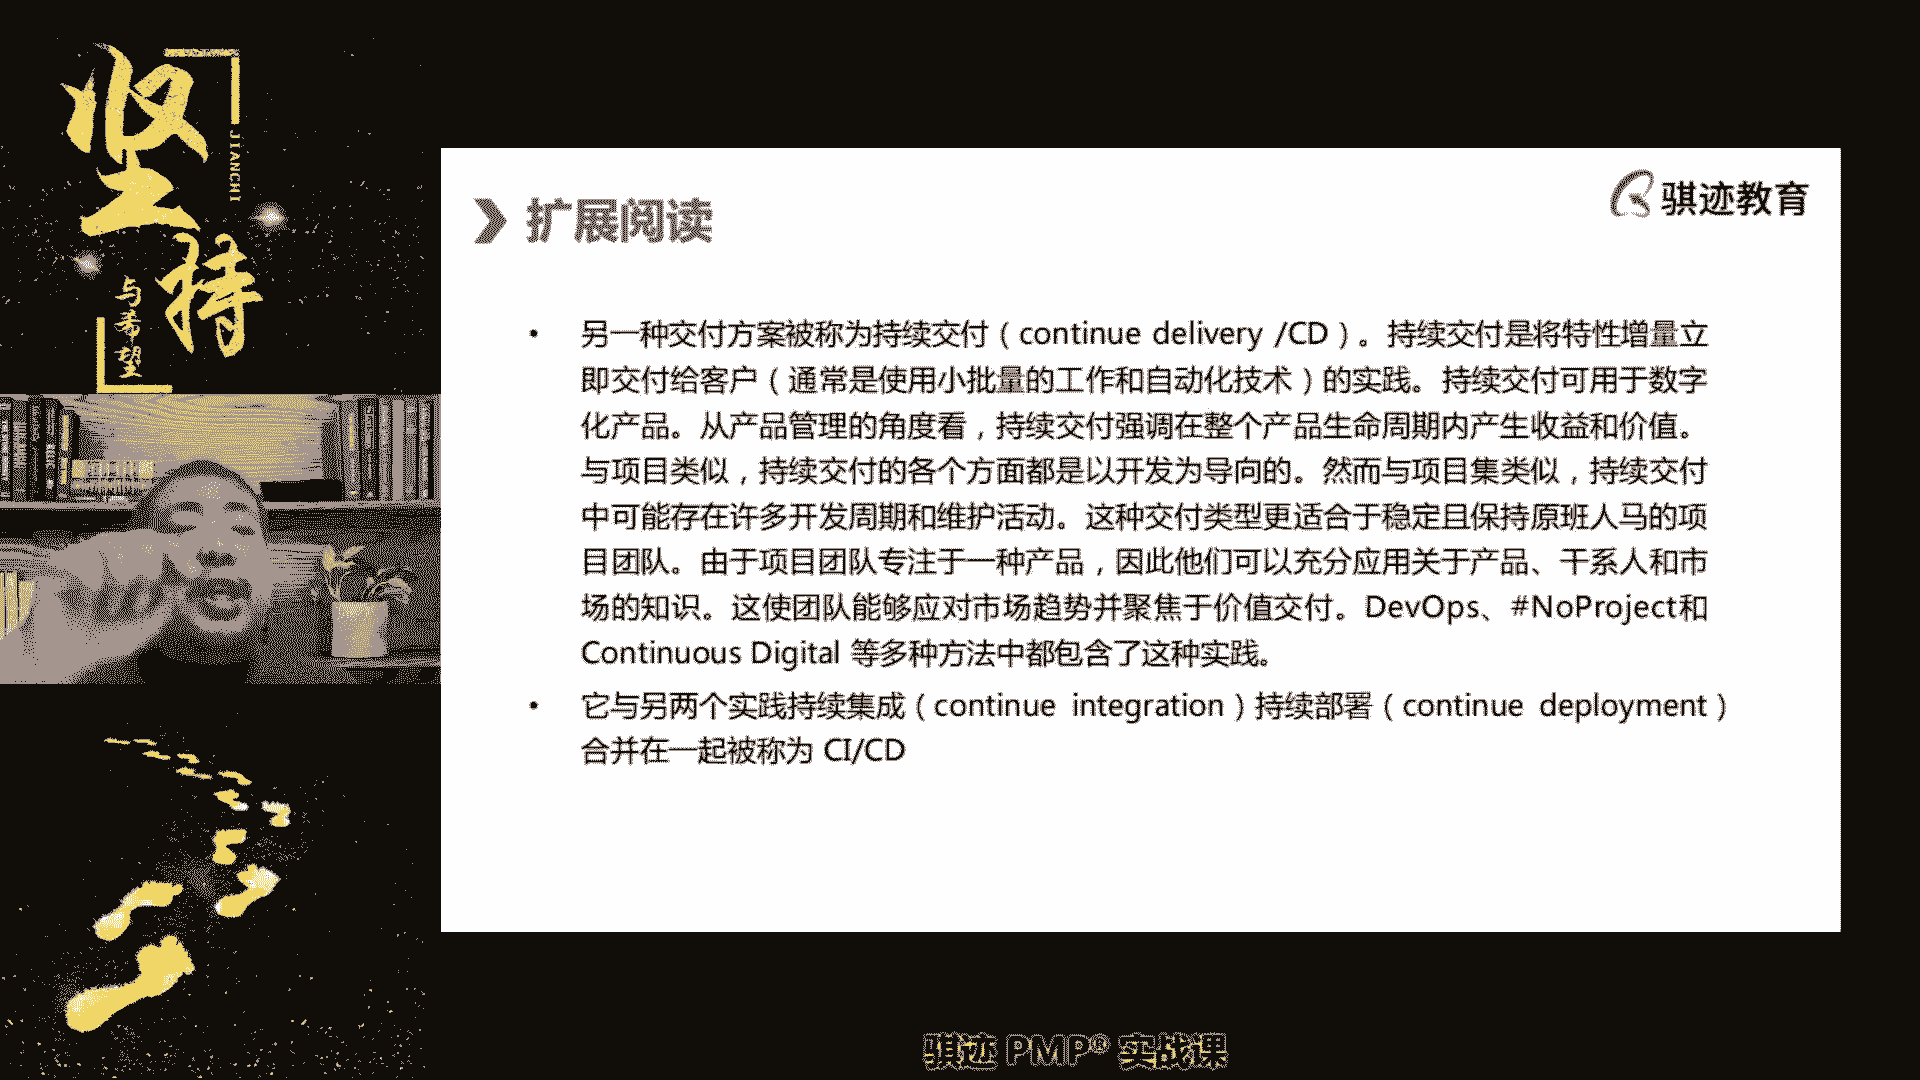 坚持
JIANCHI
与希望
骐迹教育
扩展阅读
• 另一种交付方案被称为持续交付（continue delivery /CD）。持续交付是将特性增量立
即交付给客户（通常是使用小批量的工作和自动化技术）的实践。持续交付可用于数字
化产品。从产品管理的角度看，持续交付强调在整个产品生命周期内产生收益和价值。
与项目类似，持续交付的各个方面都是以开发为导向的。然而与项目集类似，持续交付
中可能存在许多开发周期和维护活动。这种交付类型更适合于稳定且保持原班人马的项
目团队。由于项目团队专注于一种产品，因此他们可以充分应用关于产品、干系人和市
场的知识。这使团队能够应对市场趋势并聚焦于价值交付。DevOps、#NoProject和
Continuous Digital 等多种方法中都包含了这种实践。
• 它与另两个实践持续集成（continue integration）持续部署（continue deployment）
合并在一起被称为 CI/CD
骐迹 PMP® 实战课